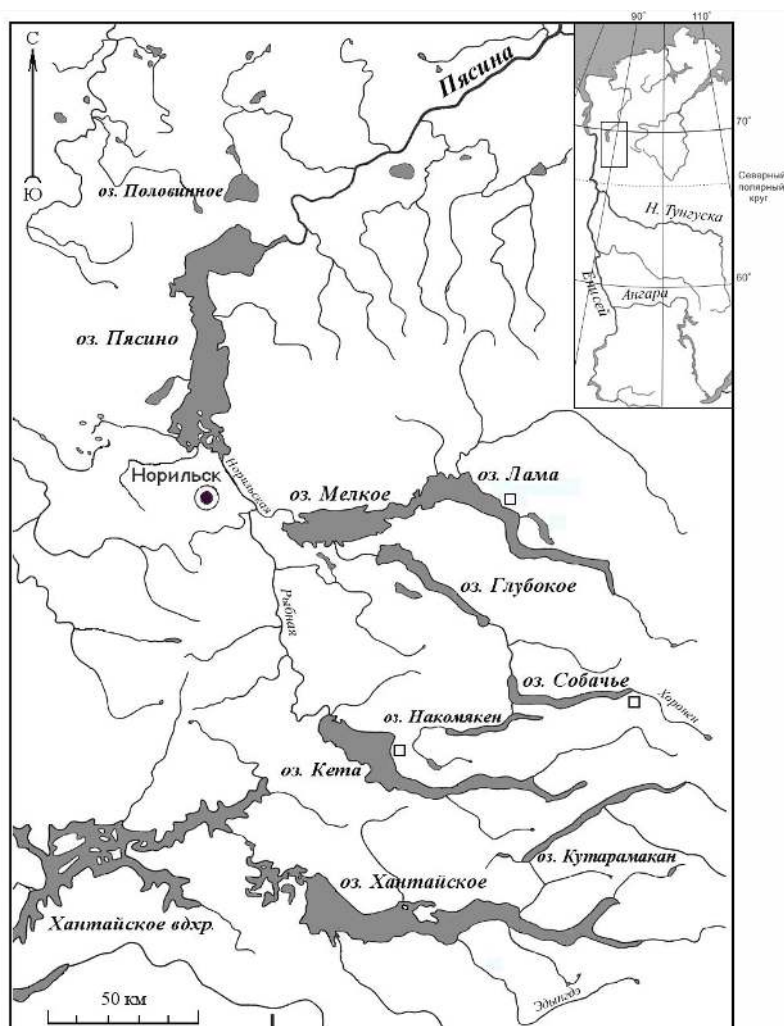 90°
110°
С
Ю
Пясина
70°
Северный
полярный
круг
оз. Половинное
Н. Тунгуска
60°
Енисей
Ангара
оз. Пясино
Норильск
Норильская
оз. Мелкое
оз. Лама
оз. Глубокое
Рыбная
оз. Собачье
Хоронен
оз. Накомякен
оз. Кета
оз. Кутарамакан
оз. Хантайское
Хантайское вдхр.
Эдынгдэ
50 км